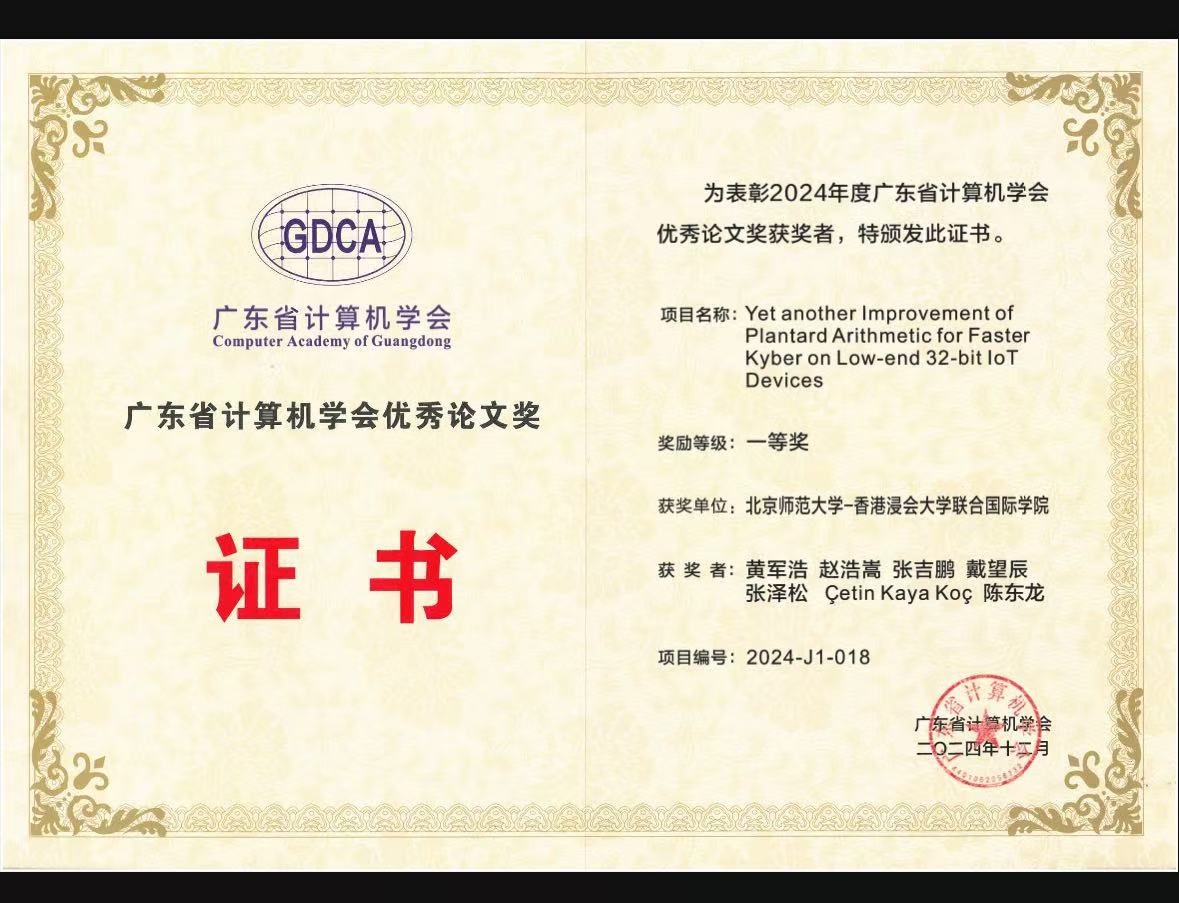 GDCA
广东省计算机学会
Computer Academy of Guangdong
广东省计算机学会优秀论文奖
证 书
为表彰2024年度广东省计算机学会
优秀论文奖获奖者，特颁发此证书。
项目名称：Yet another Improvement of
Plantard Arithmetic for Faster
Kyber on Low-end 32-bit IoT
Devices
奖励等级：一等奖
获奖单位：北京师范大学-香港浸会大学联合国际学院
获 奖 者：黄军浩 赵浩嵩 张吉鹏 戴望辰
张泽松 Çetin Kaya Koç 陈东龙
项目编号：2024-J1-018
广东省计算机学会
二〇二四年十二月
广东省计算机学会